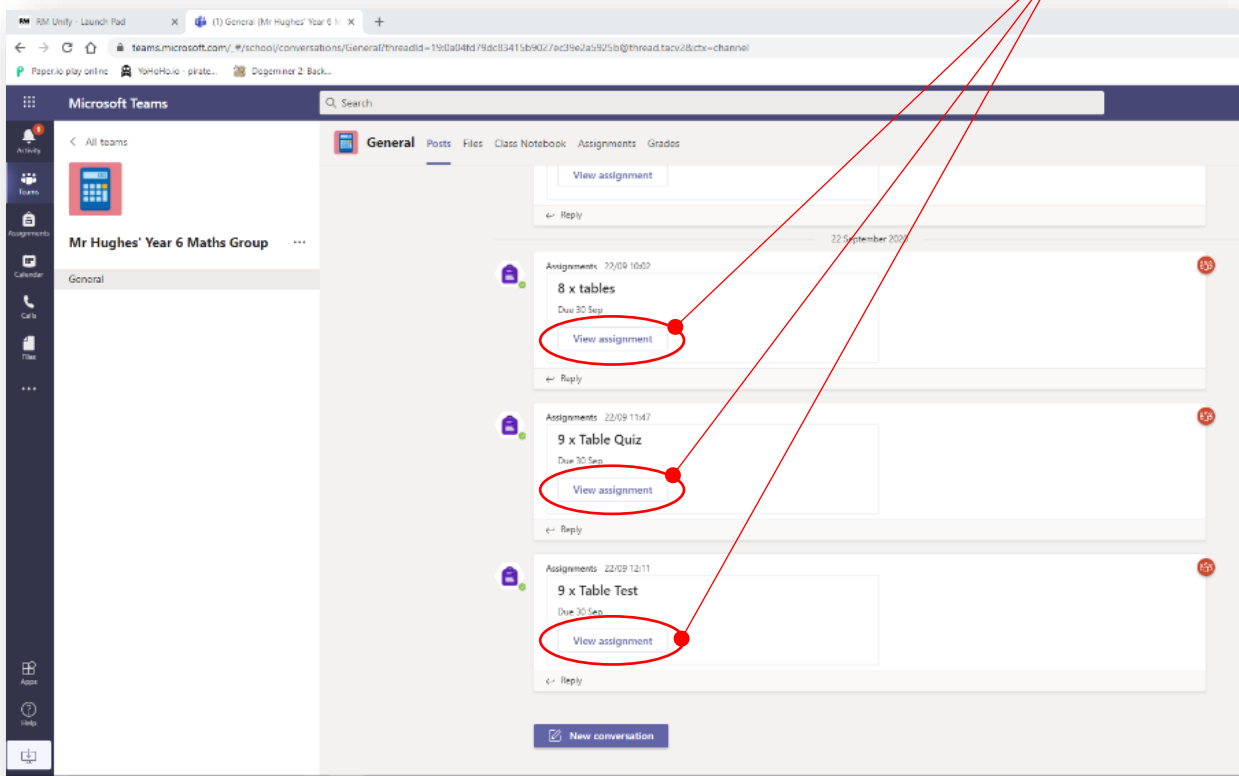 RM RM Unity - Launch Pad
(1) General (Mr Hughes' Year 6 M
teams.microsoft.com/_#/school/conversations/General?threadId=19:0a04fd79dc83415b9027ec39e2a5925b@thread.tacv2&ctx=channel
Paper.io play online
YoHoHo.io - pirate...
Dogeminer 2: Back...
Microsoft Teams
Search
1
Activity
Teams
Assignments
Calendar
Calls
Files
Apps
Help
All teams
Mr Hughes' Year 6 Maths Group
General
General Posts Files Class Notebook Assignments Grades
View assignment
Reply
22 September 2020
Assignments 22/09 10:02
8 x tables
Due 30 Sep
View assignment
Reply
Assignments 22/09 11:47
9 x Table Quiz
Due 30 Sep
View assignment
Reply
Assignments 22/09 12:11
9 x Table Test
Due 30 Sep
View assignment
Reply
New conversation